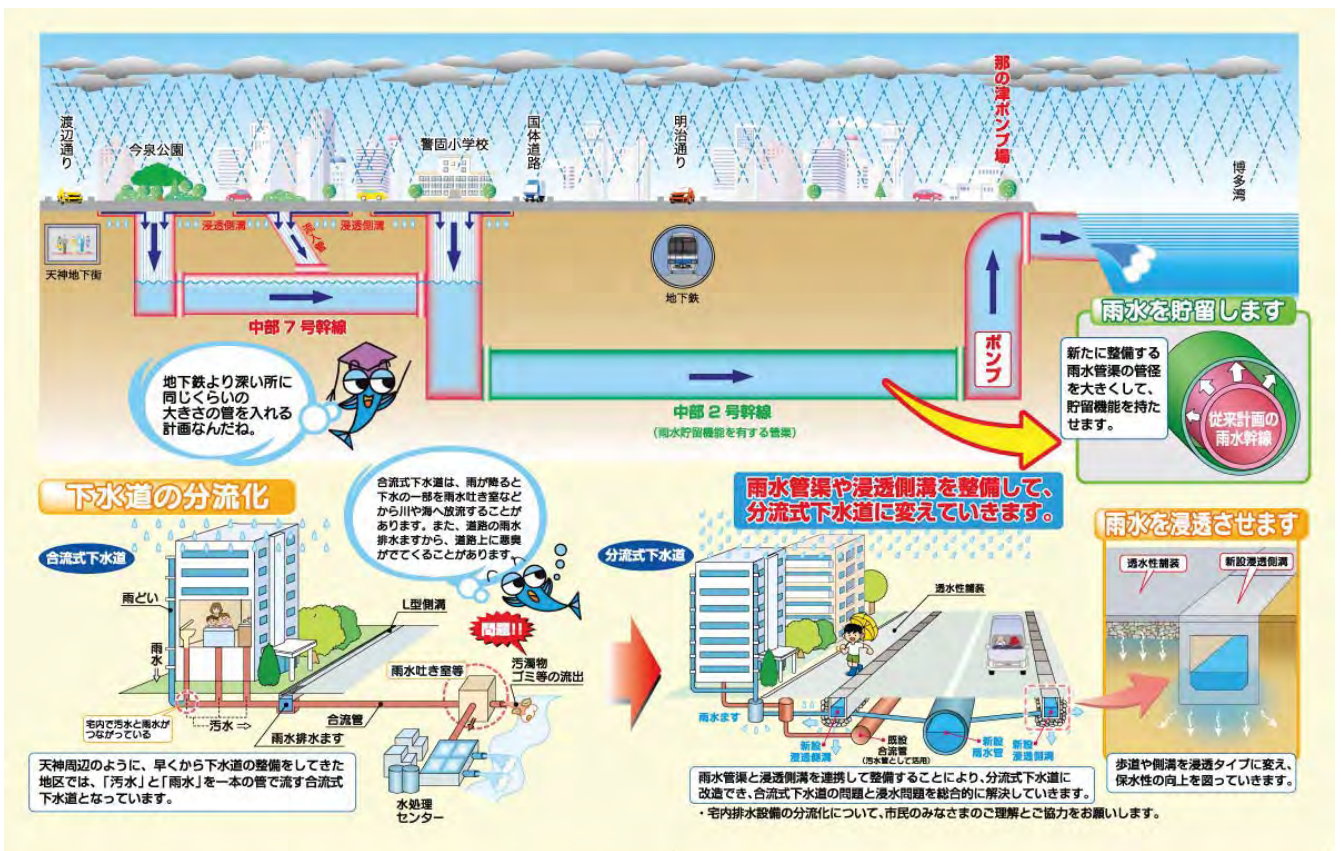 渡辺通り
今泉公園
警固小学校
国体道路
明治通り
那の津ポンプ場
博多湾
浸透側溝
浸透側溝
天神地下街
地下鉄
中部7号幹線
ポンプ
中部2号幹線
(雨水貯留機能を有する管渠)
地下鉄より深い所に
同じくらいの
大きさの管を入れる
計画なんだね。
雨水を貯留します
新たに整備する
雨水管渠の管径
を大きくして、
貯留機能を持た
せます。
従来計画の
雨水幹線
下水道の分流化
合流式下水道は、雨が降ると
下水の一部を雨水吐き室など
から川や海へ放流することが
あります。また、道路の雨水
排水ますから、道路上に悪臭
がでてくることがあります。
合流式下水道
雨どい
雨水
L型側溝
問題!!
汚濁物
ゴミ等の流出
雨水吐き室等
宅内で汚水と雨水が
つながっている
汚水
合流管
雨水排水ます
水処理
センター
天神周辺のように、早くから下水道の整備をしてきた
地区では、「汚水」と「雨水」を一本の管で流す合流式
下水道となっています。
雨水管渠や浸透側溝を整備して、
分流式下水道に変えていきます。
分流式下水道
透水性舗装
雨水ます
新設
浸透側溝
既設
合流管
(汚水管として活用)
新設
雨水管
新設
浸透側溝
雨水管渠と浸透側溝を連携して整備することにより、分流式下水道に
改造でき、合流式下水道の問題と浸水問題を総合的に解決していきます。
・宅内排水設備の分流化について、市民のみなさまのご理解とご協力をお願いします。
雨水を浸透させます
透水性舗装
新設浸透側溝
歩道や側溝を浸透タイプに変え、
保水性の向上を図っていきます。